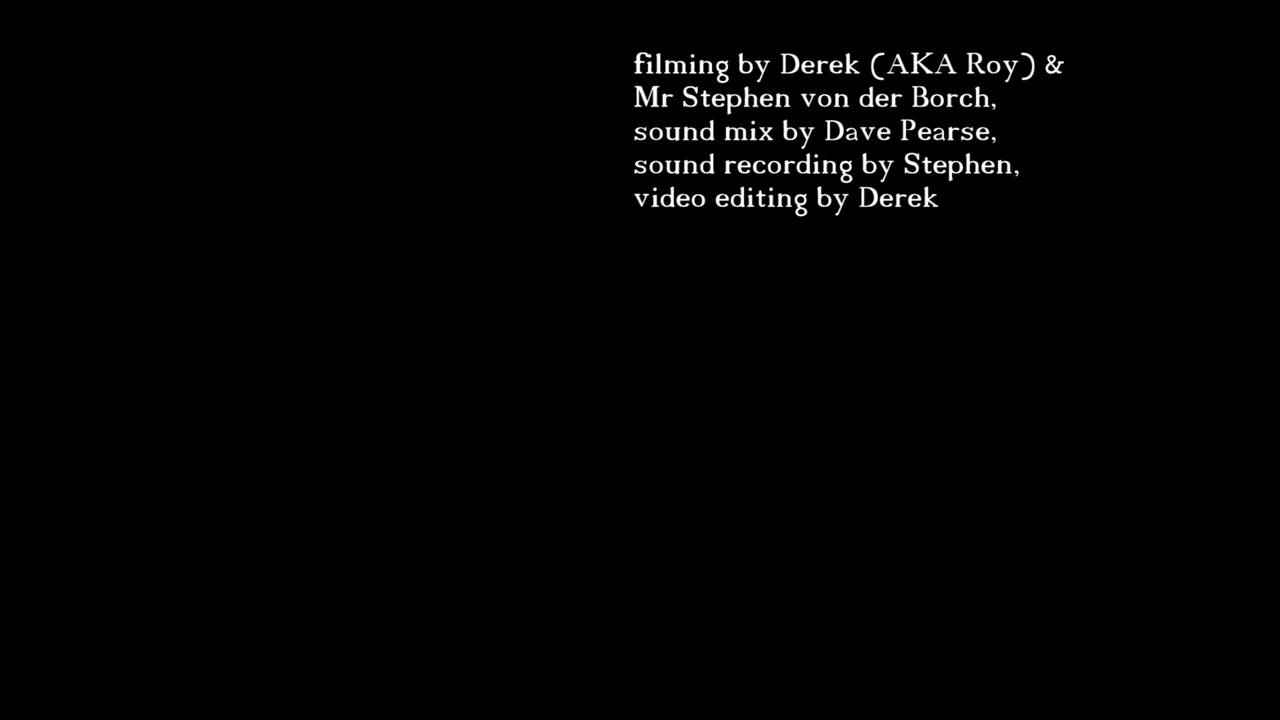 filming by Derek (AKA Roy) &
Mr Stephen von der Borch,
sound mix by Dave Pearse,
sound recording by Stephen,
video editing by Derek